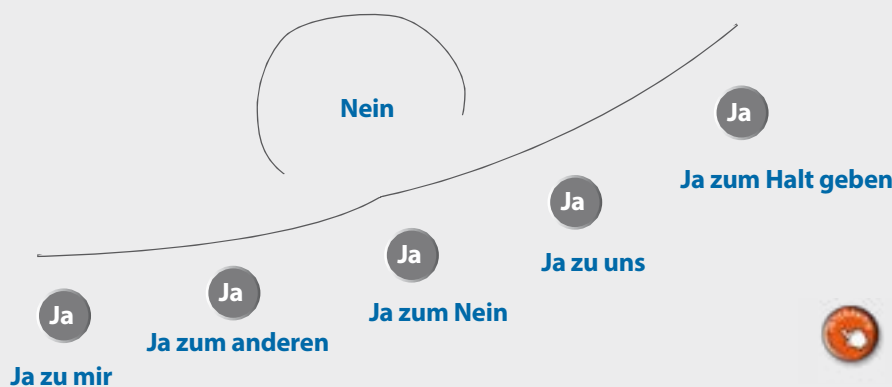 Nein
Ja
Ja zu mir
Ja
Ja zum anderen
Ja
Ja zum Nein
Ja
Ja zu uns
Ja
Ja zum Halt geben